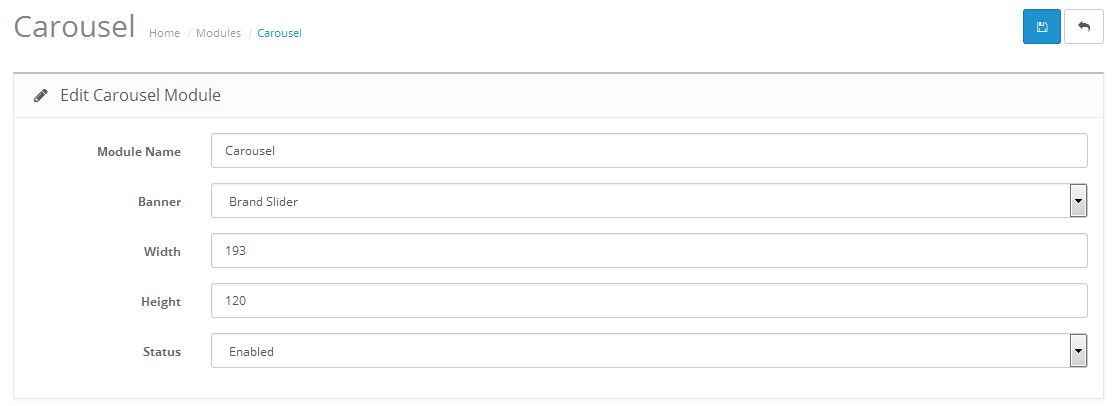 Carousel Home / Modules / Carousel
Edit Carousel Module
Module Name Carousel
Banner Brand Slider
Width 193
Height 120
Status Enabled